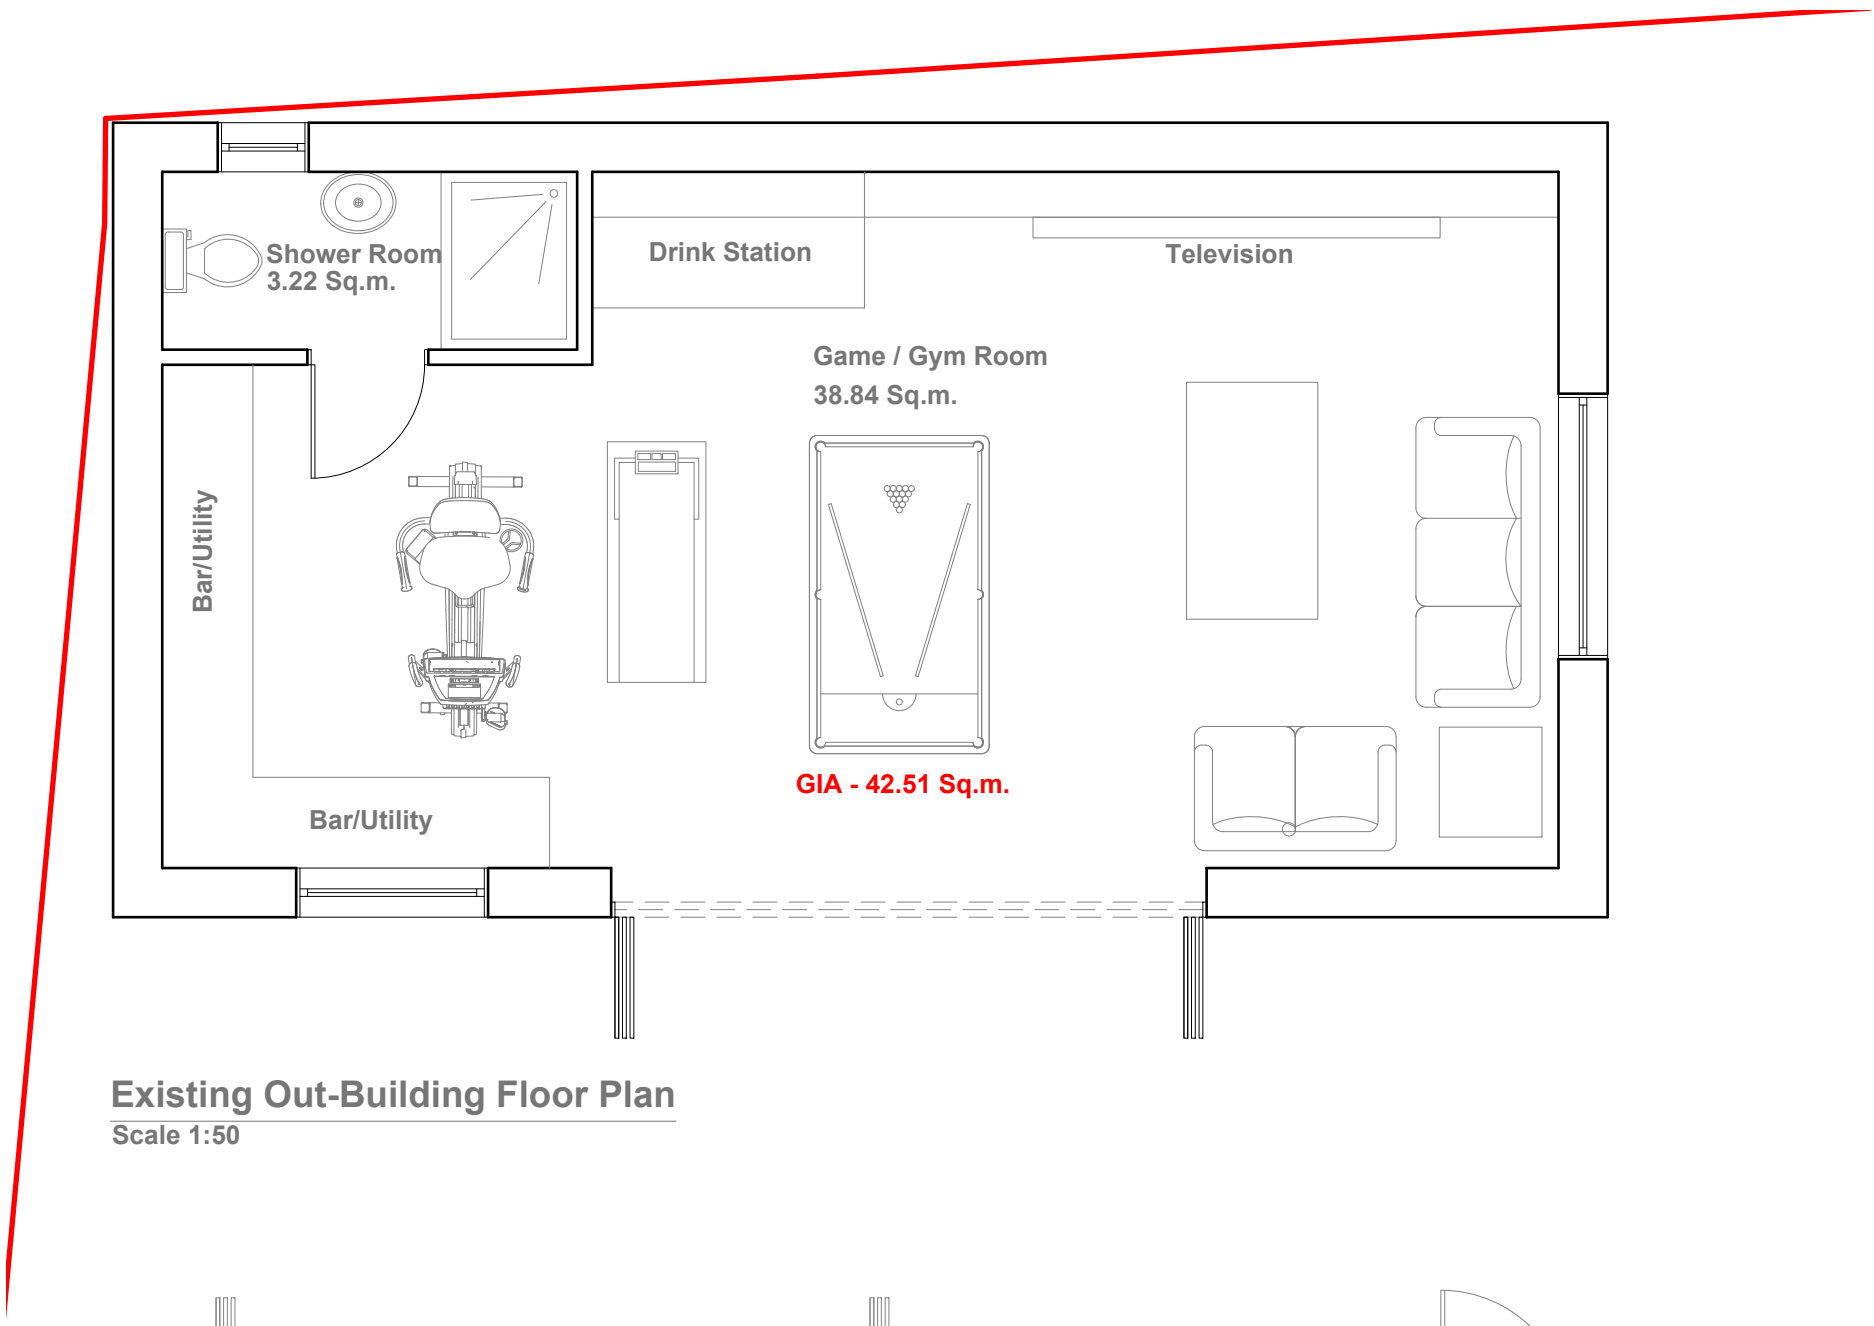 Shower Room
3.22 Sq.m.
Drink Station
Television
Game / Gym Room
38.84 Sq.m.
Bar/Utility
GIA - 42.51 Sq.m.
Bar/Utility
Existing Out-Building Floor Plan
Scale 1:50